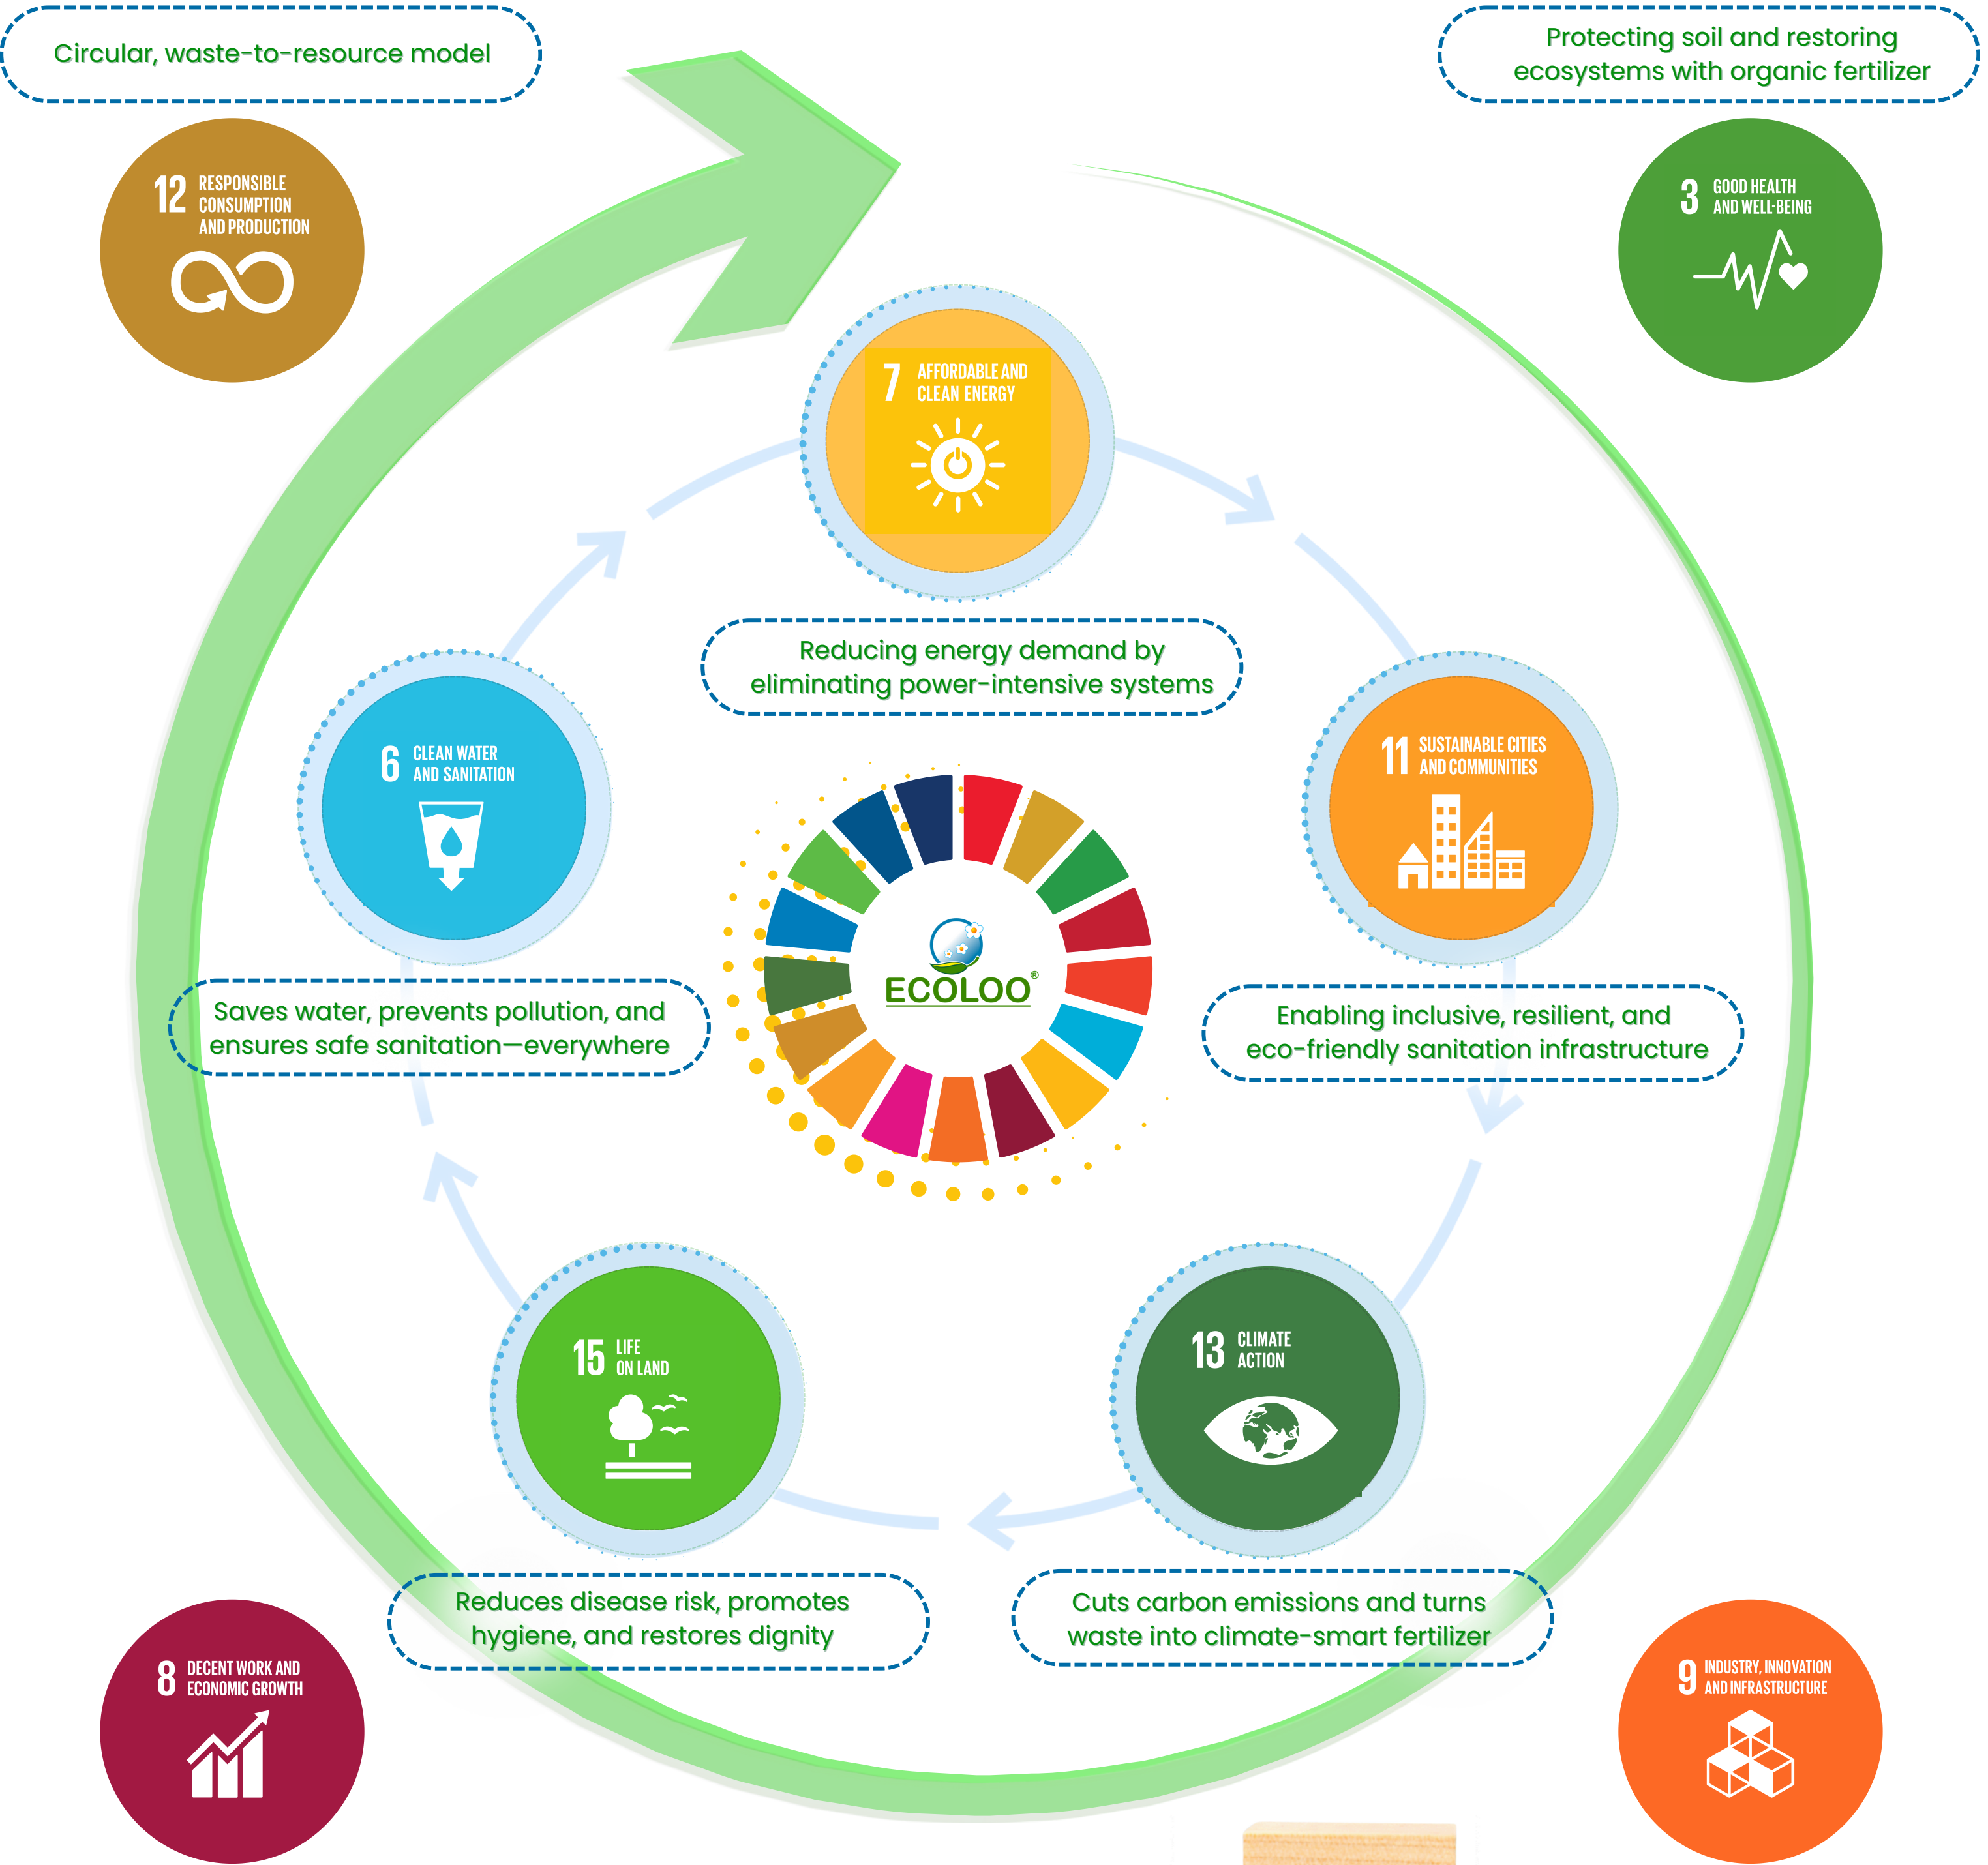 Circular, waste-to-resource model
Protecting soil and restoring
ecosystems with organic fertilizer
12 RESPONSIBLE
CONSUMPTION
AND PRODUCTION
3 GOOD HEALTH
AND WELL-BEING
7 AFFORDABLE AND
CLEAN ENERGY
Reducing energy demand by
eliminating power-intensive systems
6 CLEAN WATER
AND SANITATION
11 SUSTAINABLE CITIES
AND COMMUNITIES
ECOLOO®
Saves water, prevents pollution, and
ensures safe sanitation—everywhere
Enabling inclusive, resilient, and
eco-friendly sanitation infrastructure
15 LIFE
ON LAND
13 CLIMATE
ACTION
Reduces disease risk, promotes
hygiene, and restores dignity
Cuts carbon emissions and turns
waste into climate-smart fertilizer
8 DECENT WORK AND
ECONOMIC GROWTH
9 INDUSTRY, INNOVATION
AND INFRASTRUCTURE